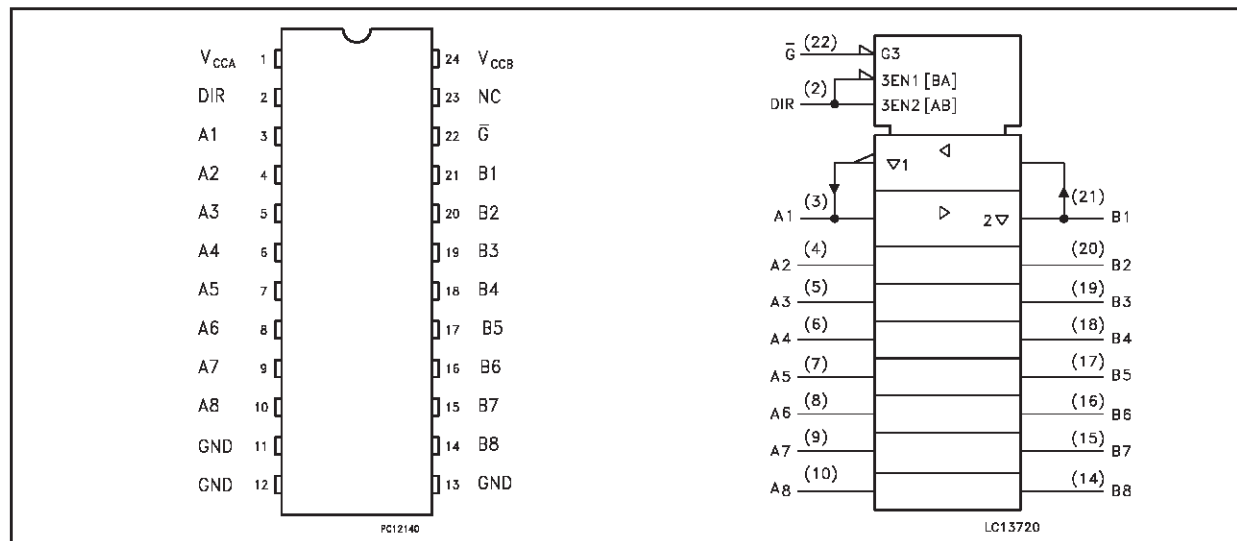 V_CCA 1 24 V_CCB
DIR 2 23 NC
A1 3 22 G̅
A2 4 21 B1
A3 5 20 B2
A4 6 19 B3
A5 7 18 B4
A6 8 17 B5
A7 9 16 B6
A8 10 15 B7
GND 11 14 B8
GND 12 13 GND
PC12140
G̅ (22) G3
3EN1 [BA]
DIR (2) 3EN2 [AB]
▽1 ◁
A1 (3) ▷ 2▽ (21) B1
A2 (4) (20) B2
A3 (5) (19) B3
A4 (6) (18) B4
A5 (7) (17) B5
A6 (8) (16) B6
A7 (9) (15) B7
A8 (10) (14) B8
LC13720